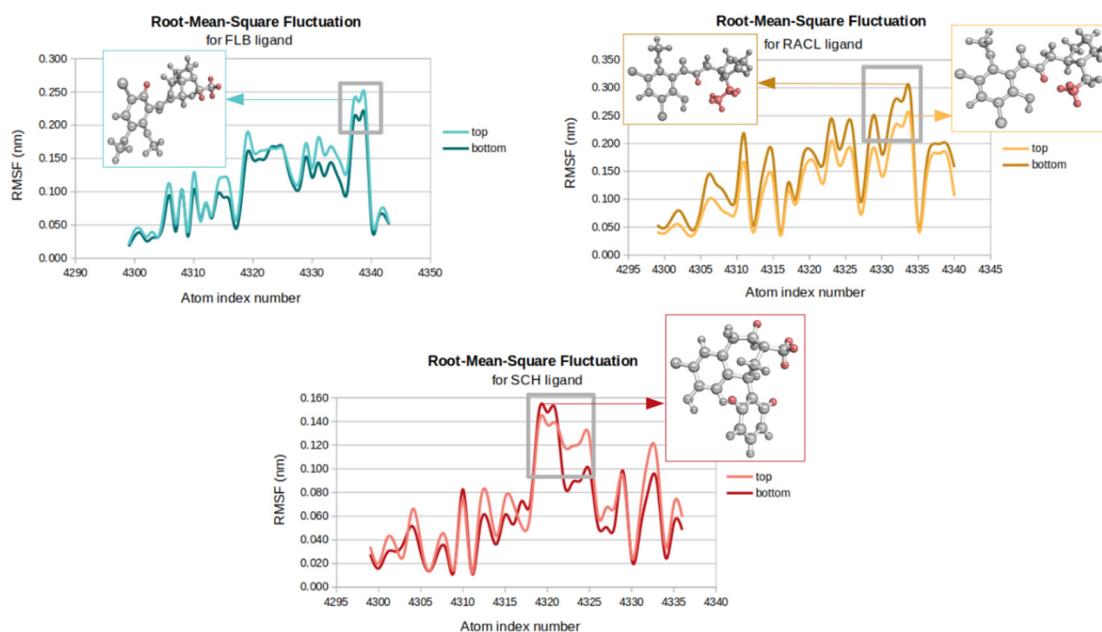 Root-Mean-Square Fluctuation
for FLB ligand
0.300
0.250
0.200
0.150
0.100
0.050
0.000
RMSF (nm)
4290 4300 4310 4320 4330 4340 4350
Atom index number
top
bottom
Root-Mean-Square Fluctuation
for RACL ligand
0.350
0.300
0.250
0.200
0.150
0.100
0.050
0.000
RMSF (nm)
4295 4300 4305 4310 4315 4320 4325 4330 4335 4340 4345
Atom index number
top
bottom
Root-Mean-Square Fluctuation
for SCH ligand
0.160
0.140
0.120
0.100
0.080
0.060
0.040
0.020
0.000
RMSF (nm)
4295 4300 4305 4310 4315 4320 4325 4330 4335 4340
Atom index number
top
bottom